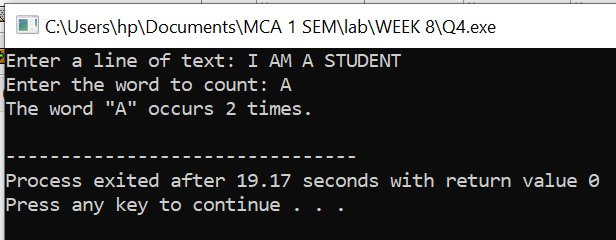 C:\Users\hp\Documents\MCA 1 SEM\lab\WEEK 8\Q4.exe
Enter a line of text: I AM A STUDENT
Enter the word to count: A
The word "A" occurs 2 times.
--------------------------------
Process exited after 19.17 seconds with return value 0
Press any key to continue . . .